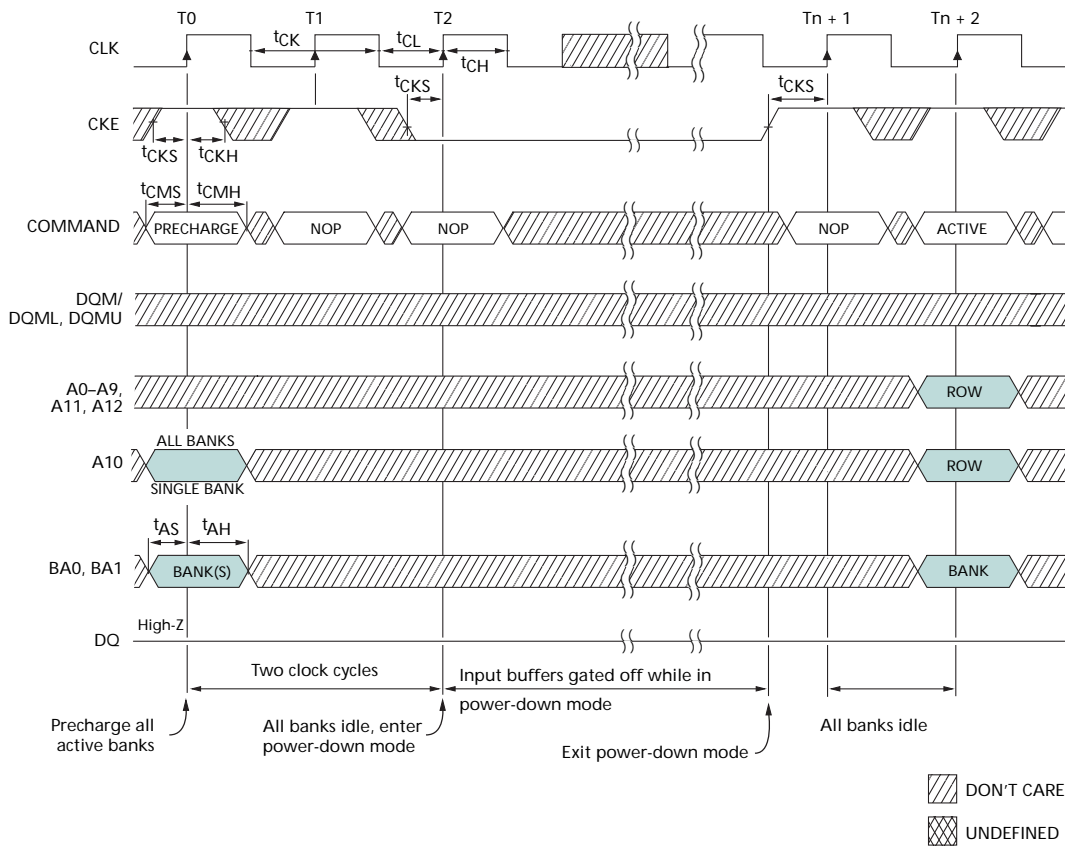 T0 T1 T2 Tn + 1 Tn + 2
CLK
tCK tCL
tCH
tCKS tCKS
CKE
tCKS tCKH
tCMS tCMH
COMMAND PRECHARGE NOP NOP NOP ACTIVE
DQM/
DQML, DQMU
A0–A9,
A11, A12
ROW
ALL BANKS
A10 ROW
SINGLE BANK
tAS tAH
BA0, BA1 BANK(S) BANK
High-Z
DQ
Two clock cycles
Input buffers gated off while in
power-down mode
Precharge all
active banks
All banks idle, enter
power-down mode
Exit power-down mode
All banks idle
DON'T CARE
UNDEFINED